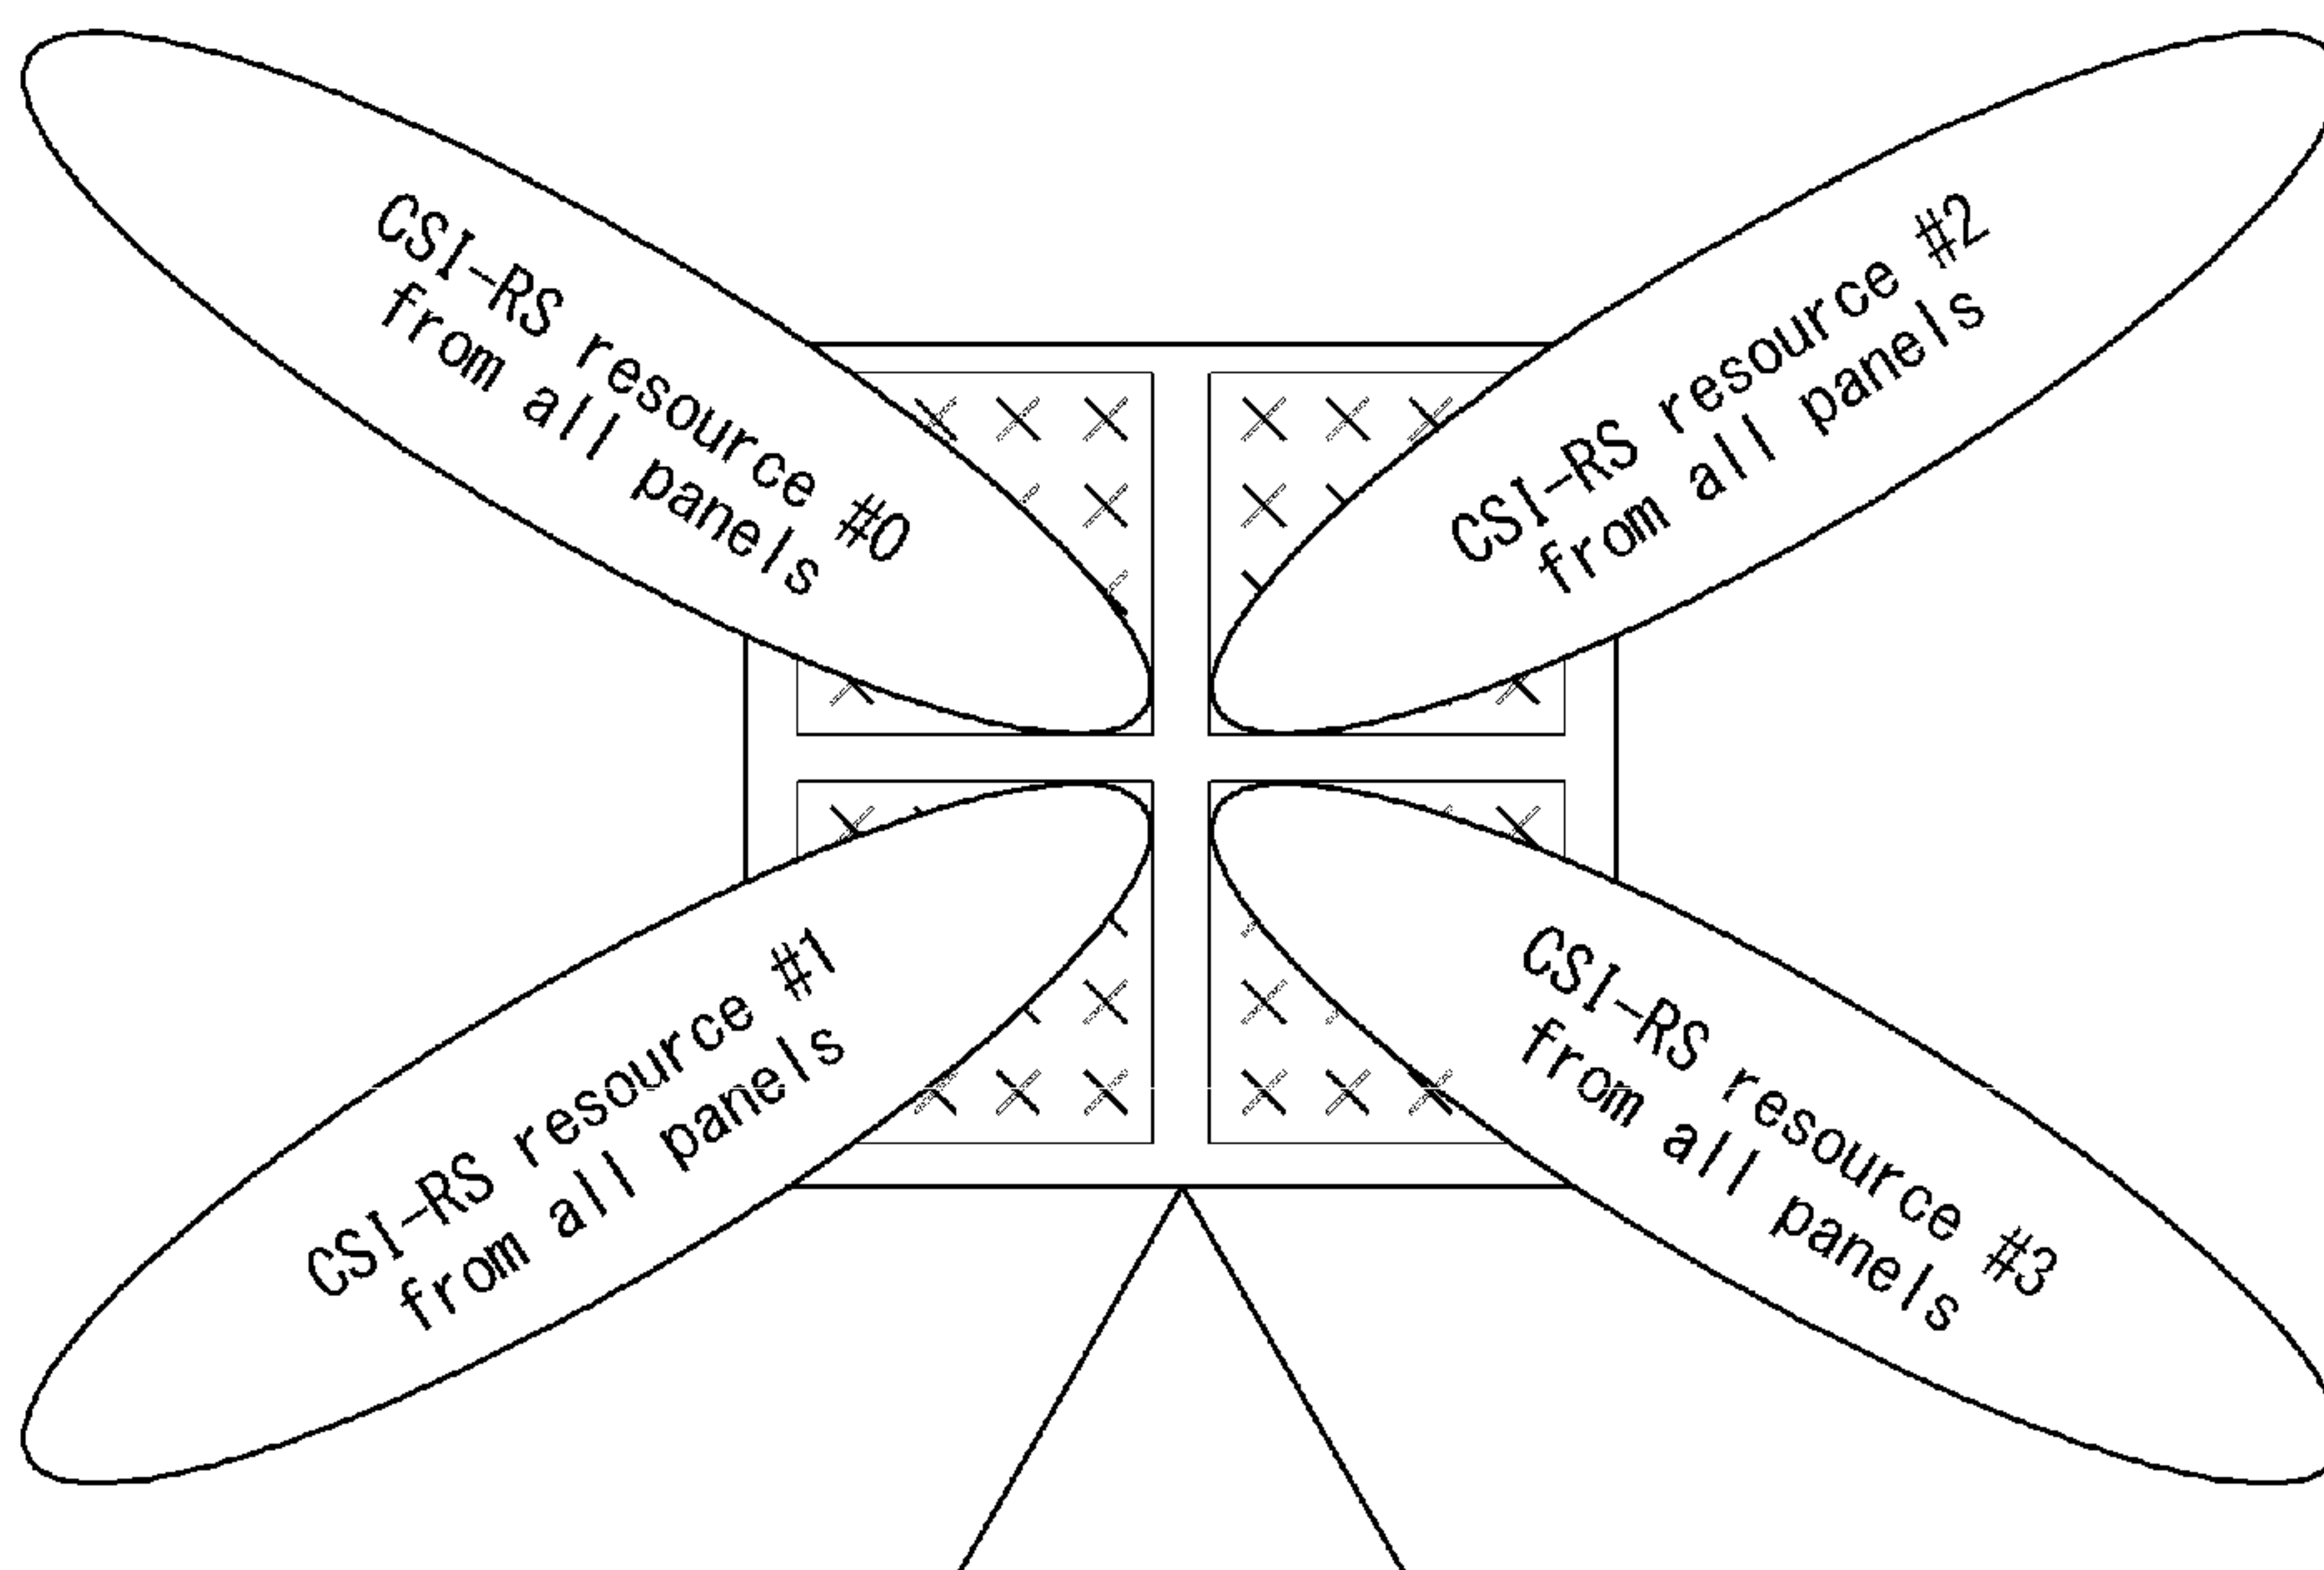 CSI-RS resource #0
from all panels
CSI-RS resource #2
from all panels
CSI-RS resource #1
from all panels
CSI-RS resource #3
from all panels